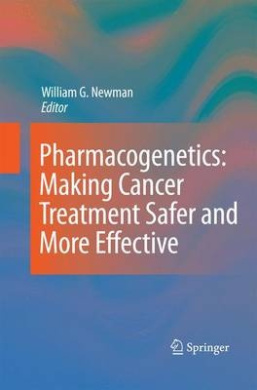 William G. Newman
Editor
Pharmacogenetics:
Making Cancer
Treatment Safer and
More Effective
Springer